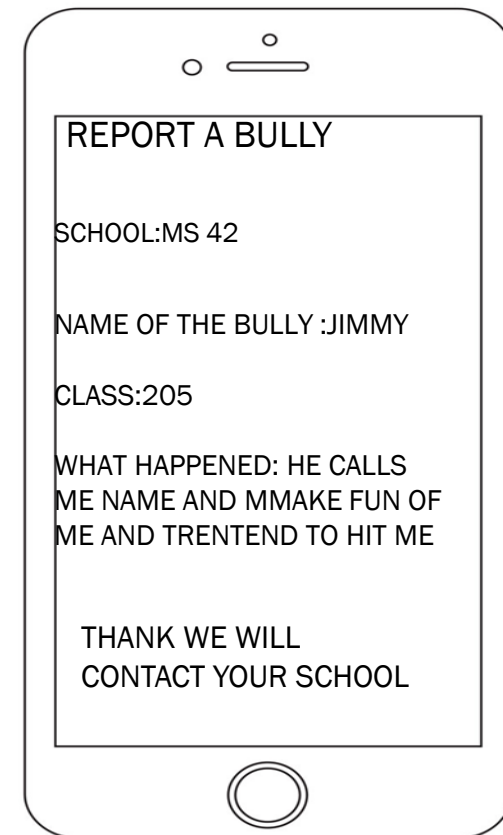 REPORT A BULLY
SCHOOL:MS 42
NAME OF THE BULLY :JIMMY
CLASS:205
WHAT HAPPENED: HE CALLS
ME NAME AND MMAKE FUN OF
ME AND TRENTEND TO HIT ME
THANK WE WILL
CONTACT YOUR SCHOOL